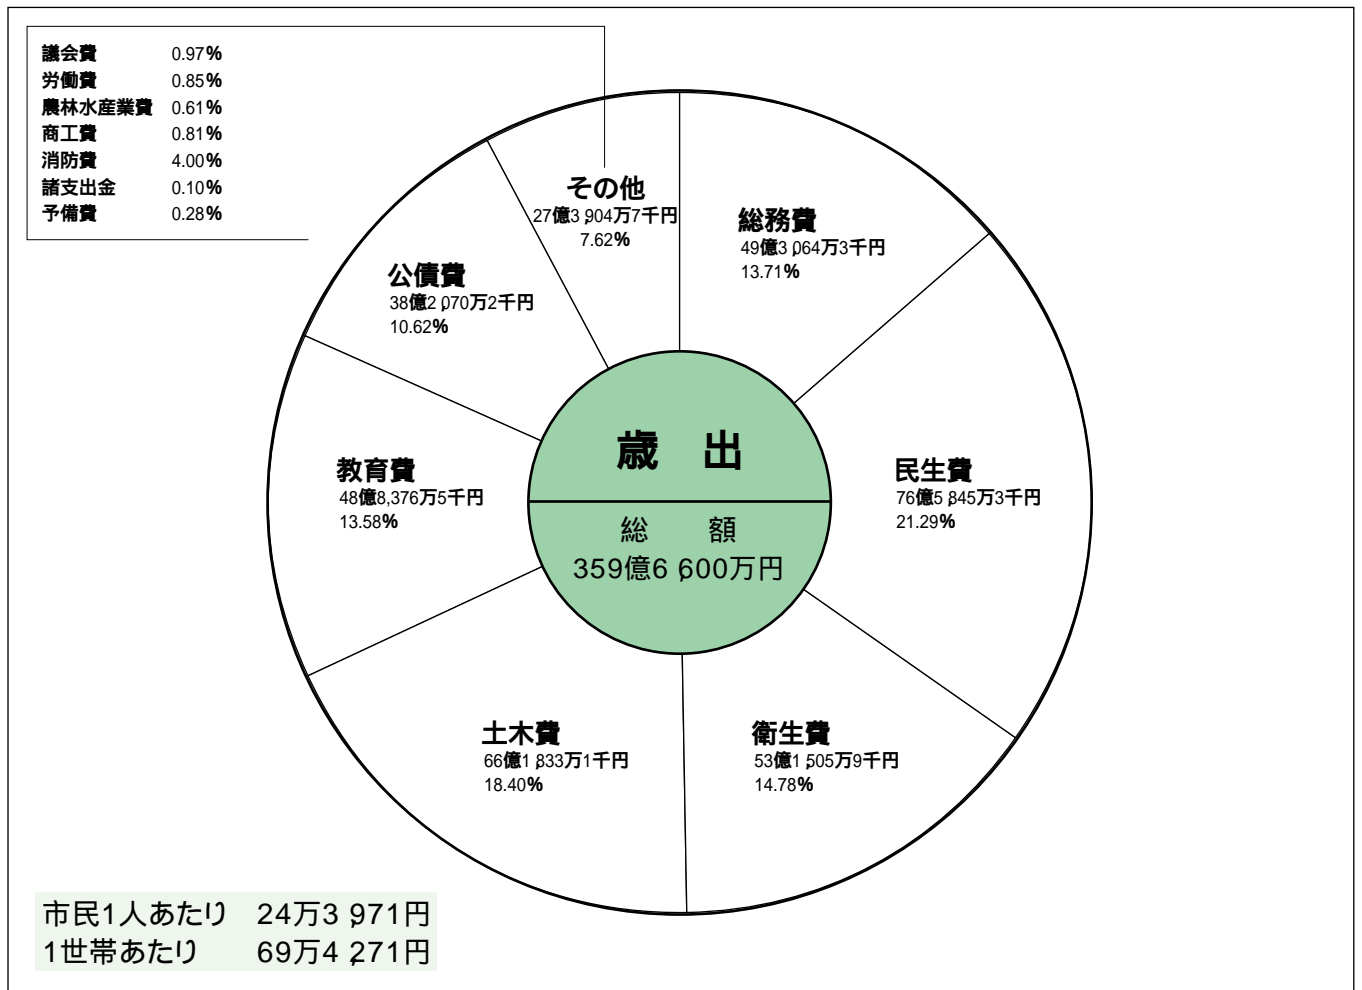 議会費 0.97%
労働費 0.85%
農林水産業費 0.61%
商工費 0.81%
消防費 4.00%
諸支出金 0.10%
予備費 0.28%
その他
27億3,904万7千円
7.62%
総務費
49億3,064万3千円
13.71%
公債費
38億2,070万2千円
10.62%
教育費
48億8,376万5千円
13.58%
民生費
76億5,845万3千円
21.29%
歳 出
総 額
359億6,600万円
土木費
66億1,833万1千円
18.40%
衛生費
53億1,505万9千円
14.78%
市民1人あたり 24万3,971円
1世帯あたり 69万4,271円